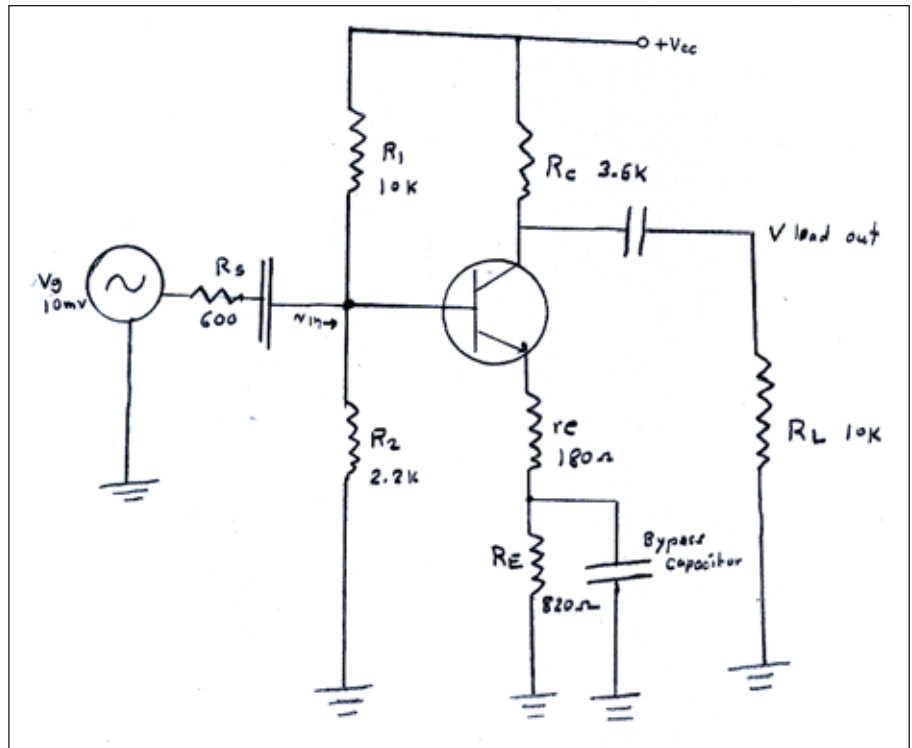 +Vcc
R1
10K
Rc 3.6K
V load out
Vg
10mv
Rs
600
vin→
R2
2.2K
re
180Ω
RL 10K
RE
820Ω
Bypass
Capacitor